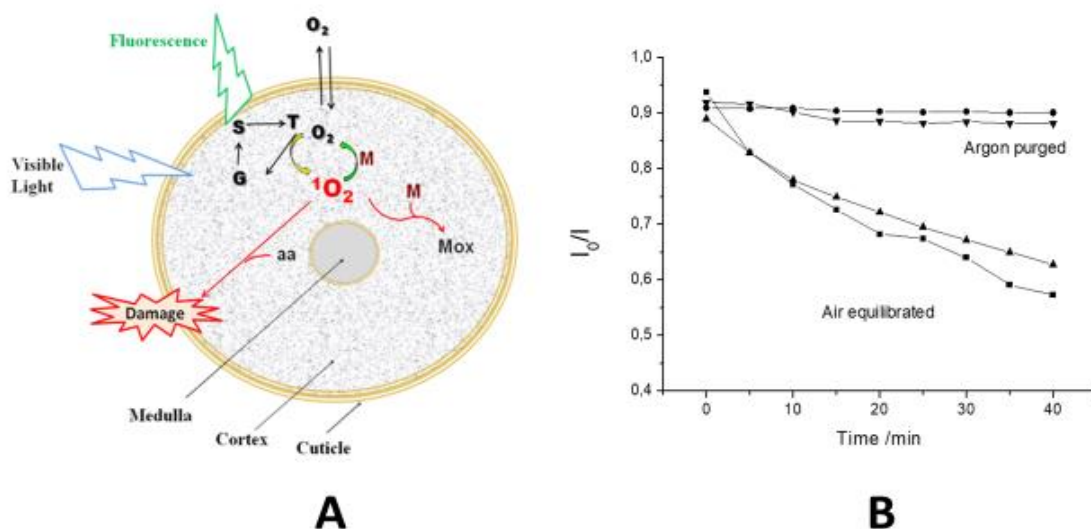 Fluorescence
O₂
Visible
Light
S
T
O₂
G
M
¹O₂
M
Mox
aa
Damage
Medulla
Cortex
Cuticle
A
1,0
0,9
0,8
0,7
0,6
0,5
0,4
I₀/I
Argon purged
Air equilibrated
0
10
20
30
40
Time /min
B